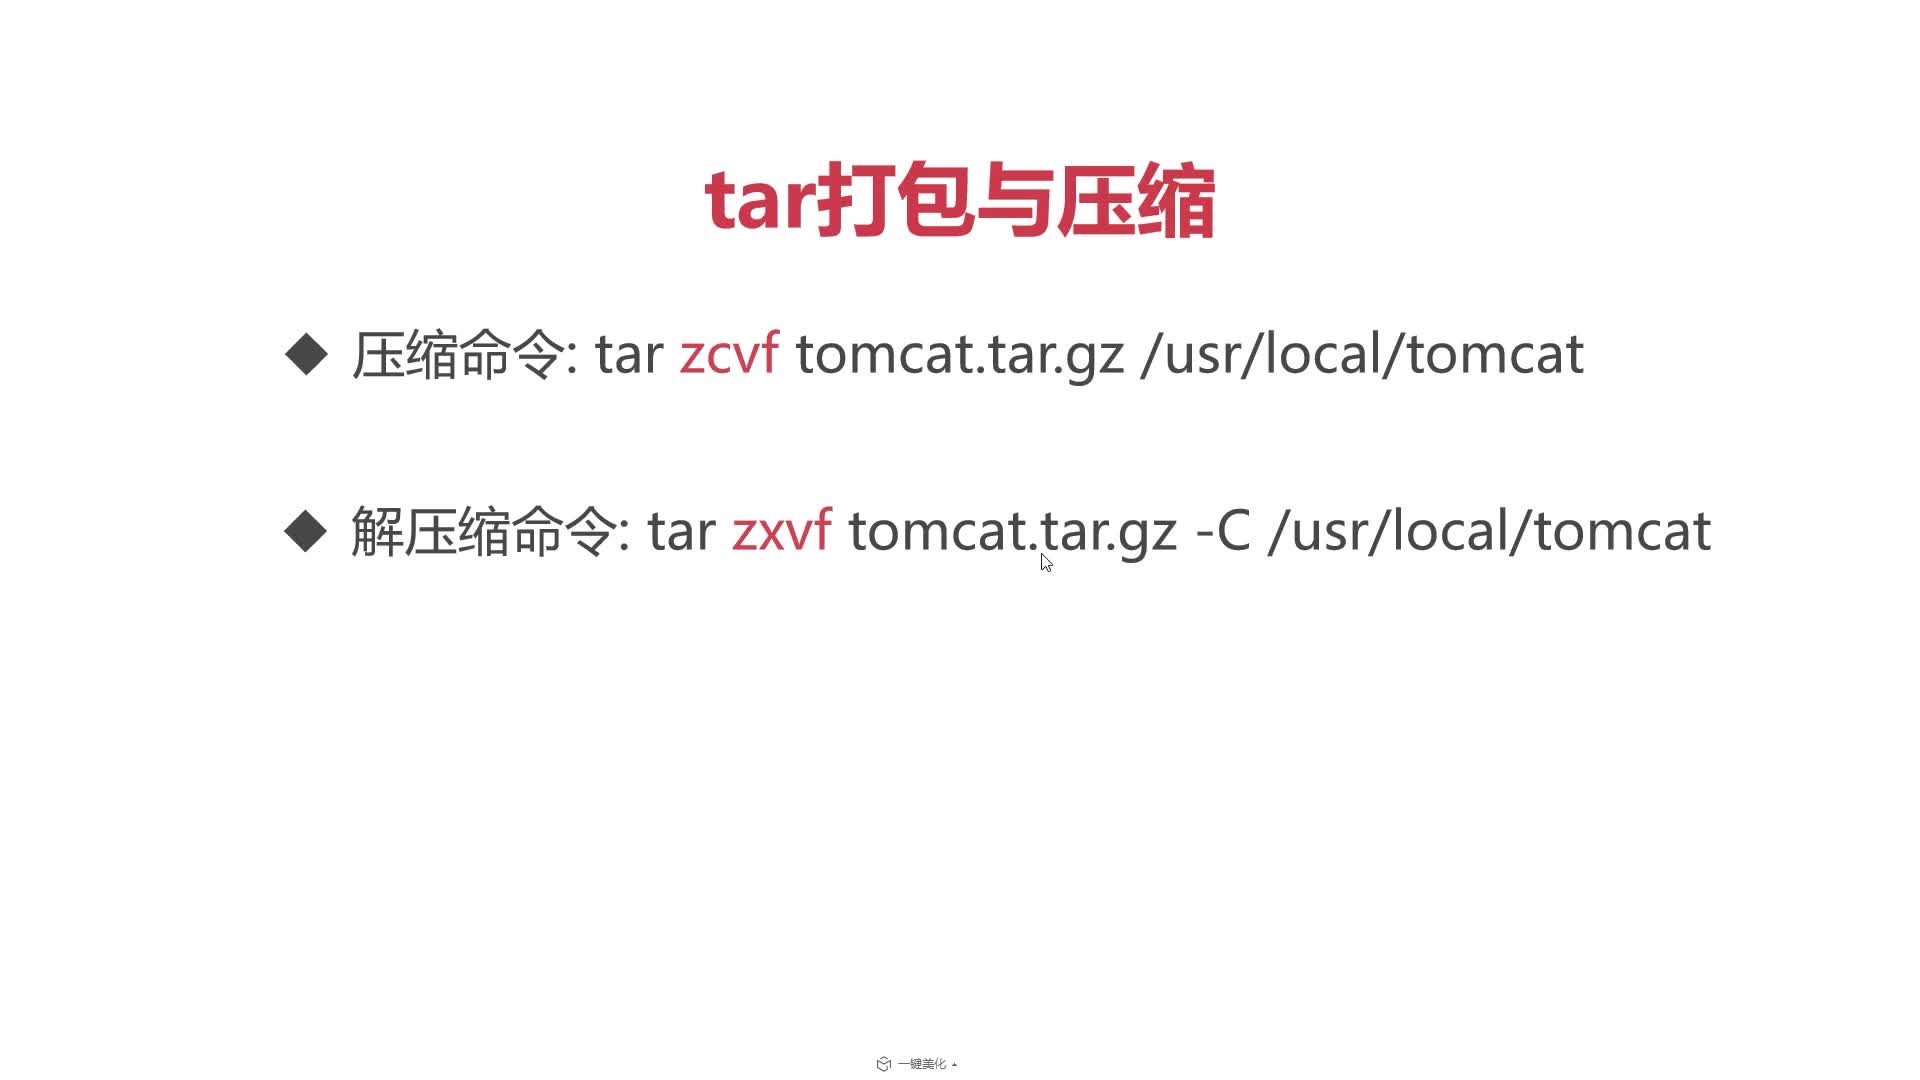 tar打包与压缩
◆ 压缩命令: tar zcvf tomcat.tar.gz /usr/local/tomcat
◆ 解压缩命令: tar zxvf tomcat.tar.gz -C /usr/local/tomcat
一键美化